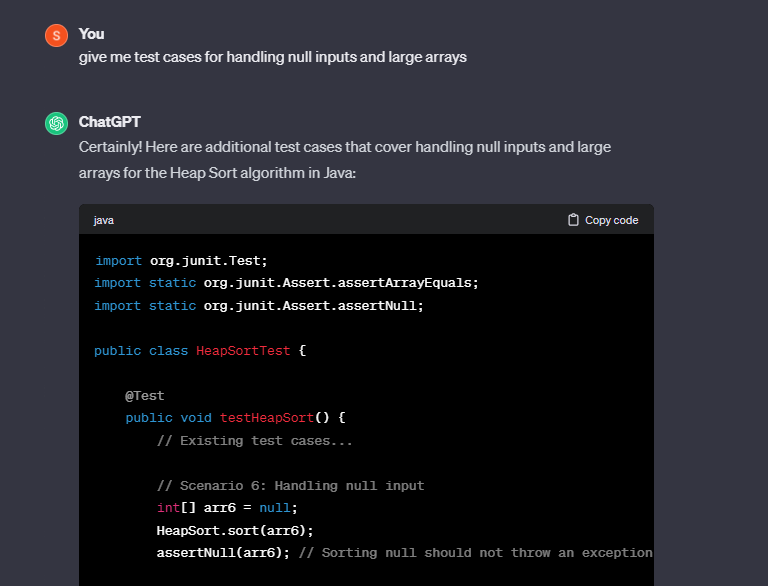 S
You
give me test cases for handling null inputs and large arrays
ChatGPT
Certainly! Here are additional test cases that cover handling null inputs and large
arrays for the Heap Sort algorithm in Java:
java
Copy code
import org.junit.Test;
import static org.junit.Assert.assertArrayEquals;
import static org.junit.Assert.assertNull;
public class HeapSortTest {
@Test
public void testHeapSort() {
// Existing test cases...
// Scenario 6: Handling null input
int[] arr6 = null;
HeapSort.sort(arr6);
assertNull(arr6); // Sorting null should not throw an exception